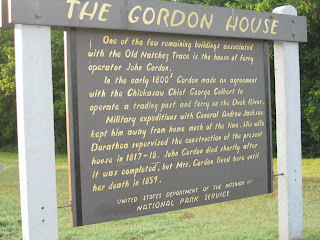 THE GORDON HOUSE
One of the few remaining buildings associated
with the Old Natchez Trace is the house of ferry
operator John Gordon.
In the early 1800' Gordon made an agreement
with the Chickasaw Chief George Colbert to
operate a trading post and ferry on the Duck River.
Military expeditions with General Andrew Jackson
kept him away from home much of the time. His wife
Dorothea supervised the construction of the present
house in 1817-18. John Gordon died shortly after
it was completed, but Mrs. Gordon lived here until
her death in 1859.
UNITED STATES DEPARTMENT OF THE INTERIOR
NATIONAL PARK SERVICE